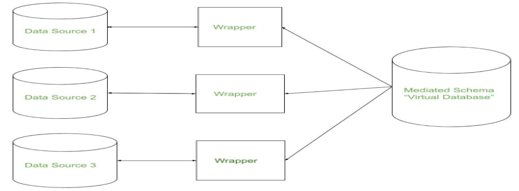 Data Source 1
Wrapper
Data Source 2
Wrapper
Mediated Schema
"Virtual Database"
Data Source 3
Wrapper